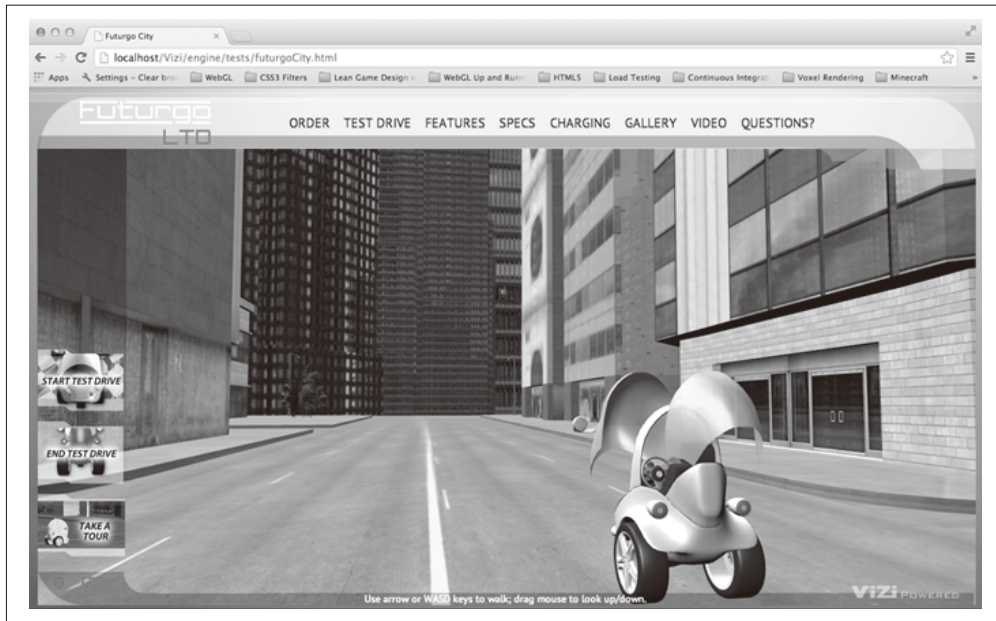 Futurgo City
localhost/Vizi/engine/tests/futurgoCity.html
Apps Settings - Clear brow WebGL CSS3 Filters Lean Game Design WebGL Up and Runn HTML5 Load Testing Continuous Integrat Voxel Rendering Minecraft »
Futurgo
LTD
ORDER TEST DRIVE FEATURES SPECS CHARGING GALLERY VIDEO QUESTIONS?
START TEST DRIVE
END TEST DRIVE
TAKE A
TOUR
Use arrow or WASD keys to walk; drag mouse to look up/down.
ViZi POWERED